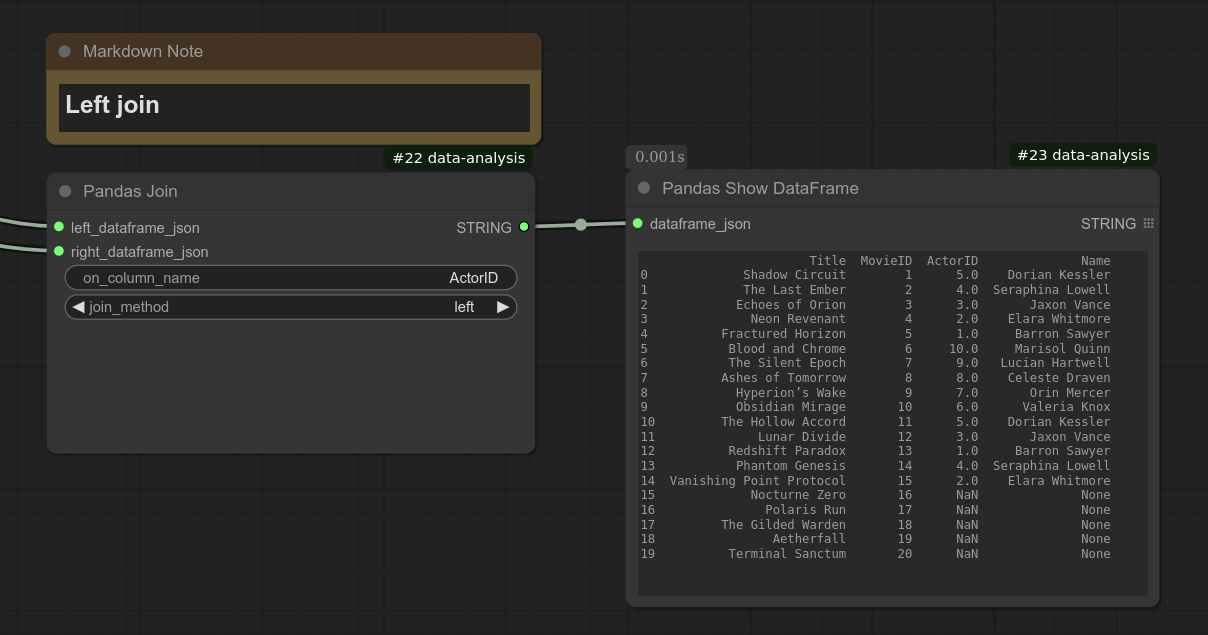 Markdown Note
Left join
#22 data-analysis
Pandas Join
left_dataframe_json STRING
right_dataframe_json
on_column_name ActorID
join_method left
0.001s
#23 data-analysis
Pandas Show DataFrame
dataframe_json STRING
Title MovieID ActorID Name
0 Shadow Circuit 1 5.0 Dorian Kessler
1 The Last Ember 2 4.0 Seraphina Lowell
2 Echoes of Orion 3 3.0 Jaxon Vance
3 Neon Revenant 4 2.0 Elara Whitmore
4 Fractured Horizon 5 1.0 Barron Sawyer
5 Blood and Chrome 6 10.0 Marisol Quinn
6 The Silent Epoch 7 9.0 Lucian Hartwell
7 Ashes of Tomorrow 8 8.0 Celeste Draven
8 Hyperion’s Wake 9 7.0 Orin Mercer
9 Obsidian Mirage 10 6.0 Valeria Knox
10 The Hollow Accord 11 5.0 Dorian Kessler
11 Lunar Divide 12 3.0 Jaxon Vance
12 Redshift Paradox 13 1.0 Barron Sawyer
13 Phantom Genesis 14 4.0 Seraphina Lowell
14 Vanishing Point Protocol 15 2.0 Elara Whitmore
15 Nocturne Zero 16 NaN None
16 Polaris Run 17 NaN None
17 The Gilded Warden 18 NaN None
18 Aetherfall 19 NaN None
19 Terminal Sanctum 20 NaN None